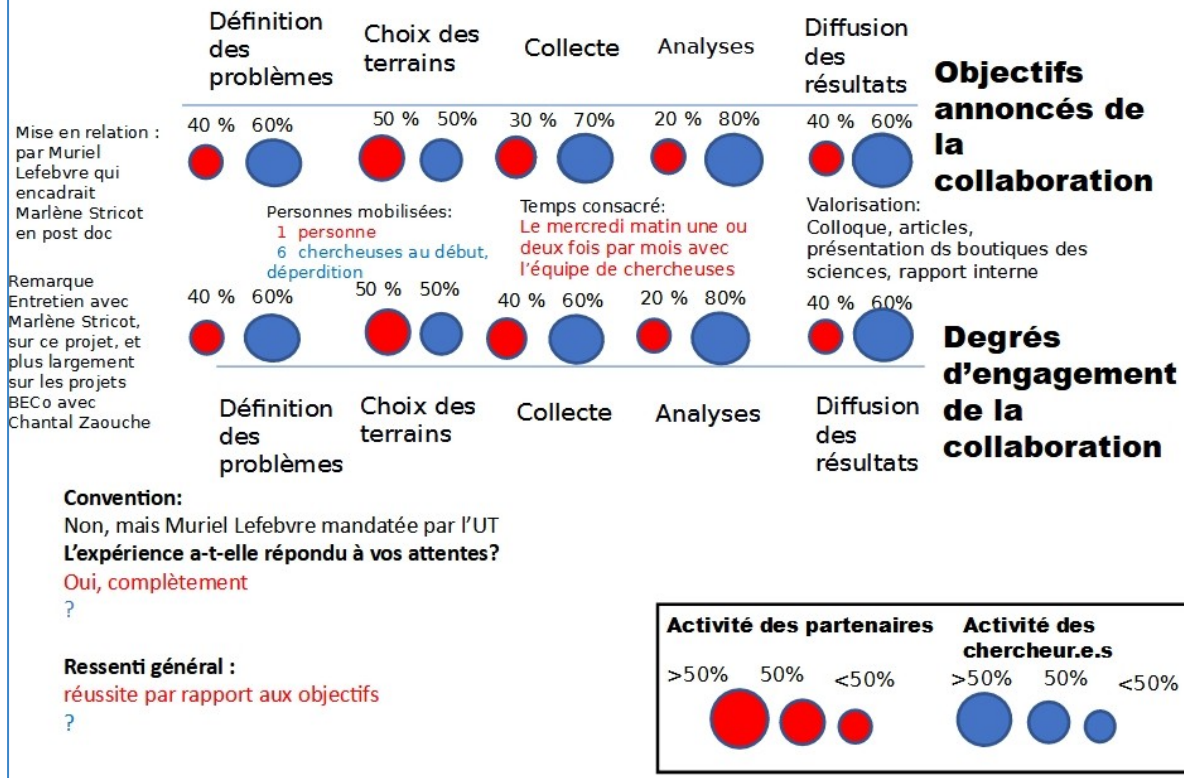 Définition
des
problèmes
Choix des
terrains
Collecte
Analyses
Diffusion
des
résultats
Objectifs
annoncés de
la
collaboration
40 % 60%
50 % 50%
30 % 70%
20 % 80%
40 % 60%
Mise en relation :
par Muriel
Lefebvre qui
encadrait
Marlène Stricot
en post doc
Personnes mobilisées:
1 personne
6 chercheuses au début,
déperdition
Temps consacré:
Le mercredi matin une ou
deux fois par mois avec
l'équipe de chercheuses
Valorisation:
Colloque, articles,
présentation ds boutiques des
sciences, rapport interne
Remarque
Entretien avec
Marlène Stricot,
sur ce projet, et
plus largement
sur les projets
BECo avec
Chantal Zaouche
40 % 60%
50 % 50%
40 % 60%
20 % 80%
40 % 60%
Définition
des
problèmes
Choix des
terrains
Collecte
Analyses
Diffusion
des
résultats
Degrés
d'engagement
de la
collaboration
Convention:
Non, mais Muriel Lefebvre mandatée par l'UT
L'expérience a-t-elle répondu à vos attentes?
Oui, complètement
?
Ressenti général :
réussite par rapport aux objectifs
?
Activité des partenaires
>50% 50% <50%
Activité des
chercheur.e.s
>50% 50% <50%